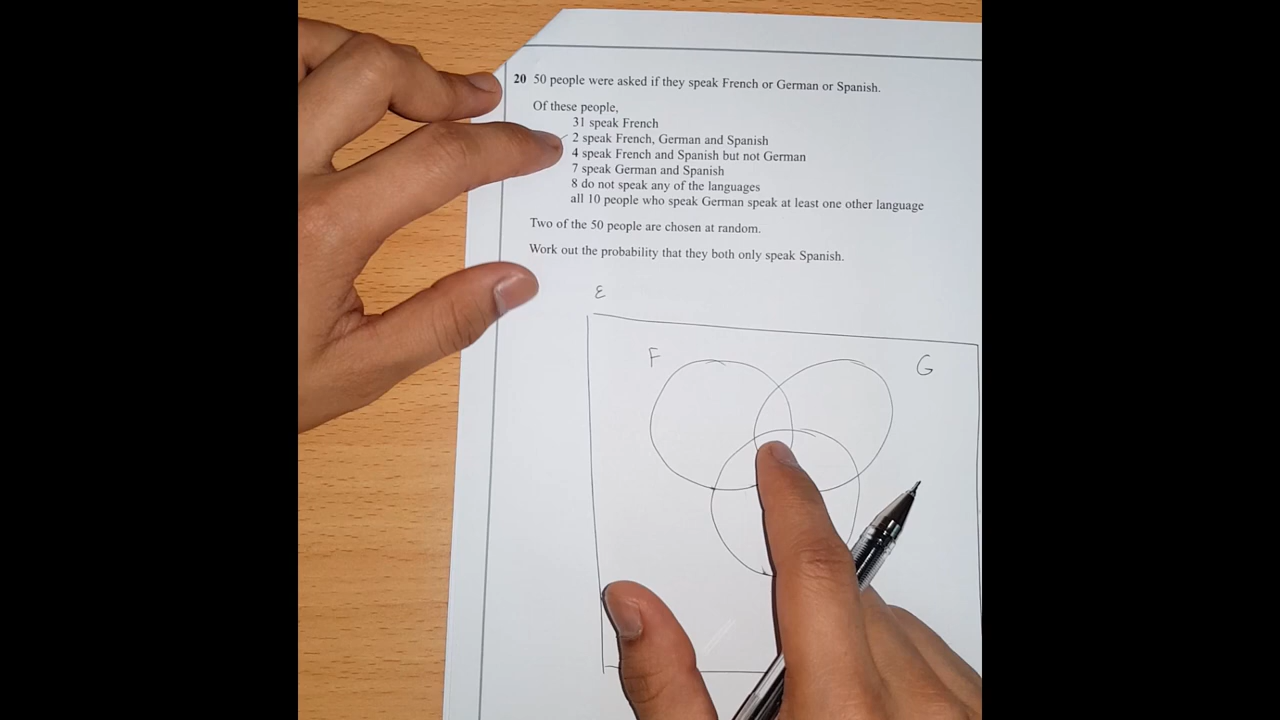 20 50 people were asked if they speak French or German or Spanish.
Of these people,
31 speak French
2 speak French, German and Spanish
4 speak French and Spanish but not German
7 speak German and Spanish
8 do not speak any of the languages
all 10 people who speak German speak at least one other language
Two of the 50 people are chosen at random.
Work out the probability that they both only speak Spanish.
ε
F
G